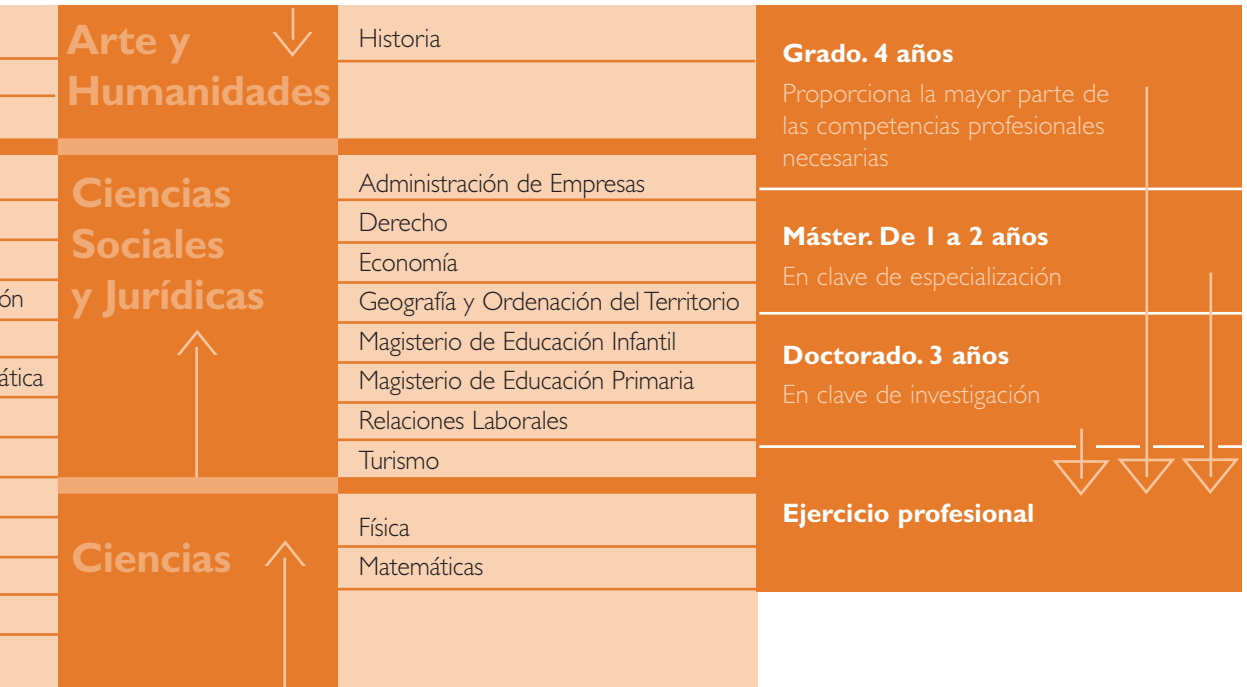 ón
ática
Arte y
Humanidades
Historia
Ciencias
Sociales
y Jurídicas
Administración de Empresas
Derecho
Economía
Geografía y Ordenación del Territorio
Magisterio de Educación Infantil
Magisterio de Educación Primaria
Relaciones Laborales
Turismo
Ciencias
Física
Matemáticas
Grado. 4 años
Proporciona la mayor parte de
las competencias profesionales
necesarias
Máster. De 1 a 2 años
En clave de especialización
Doctorado. 3 años
En clave de investigación
Ejercicio profesional